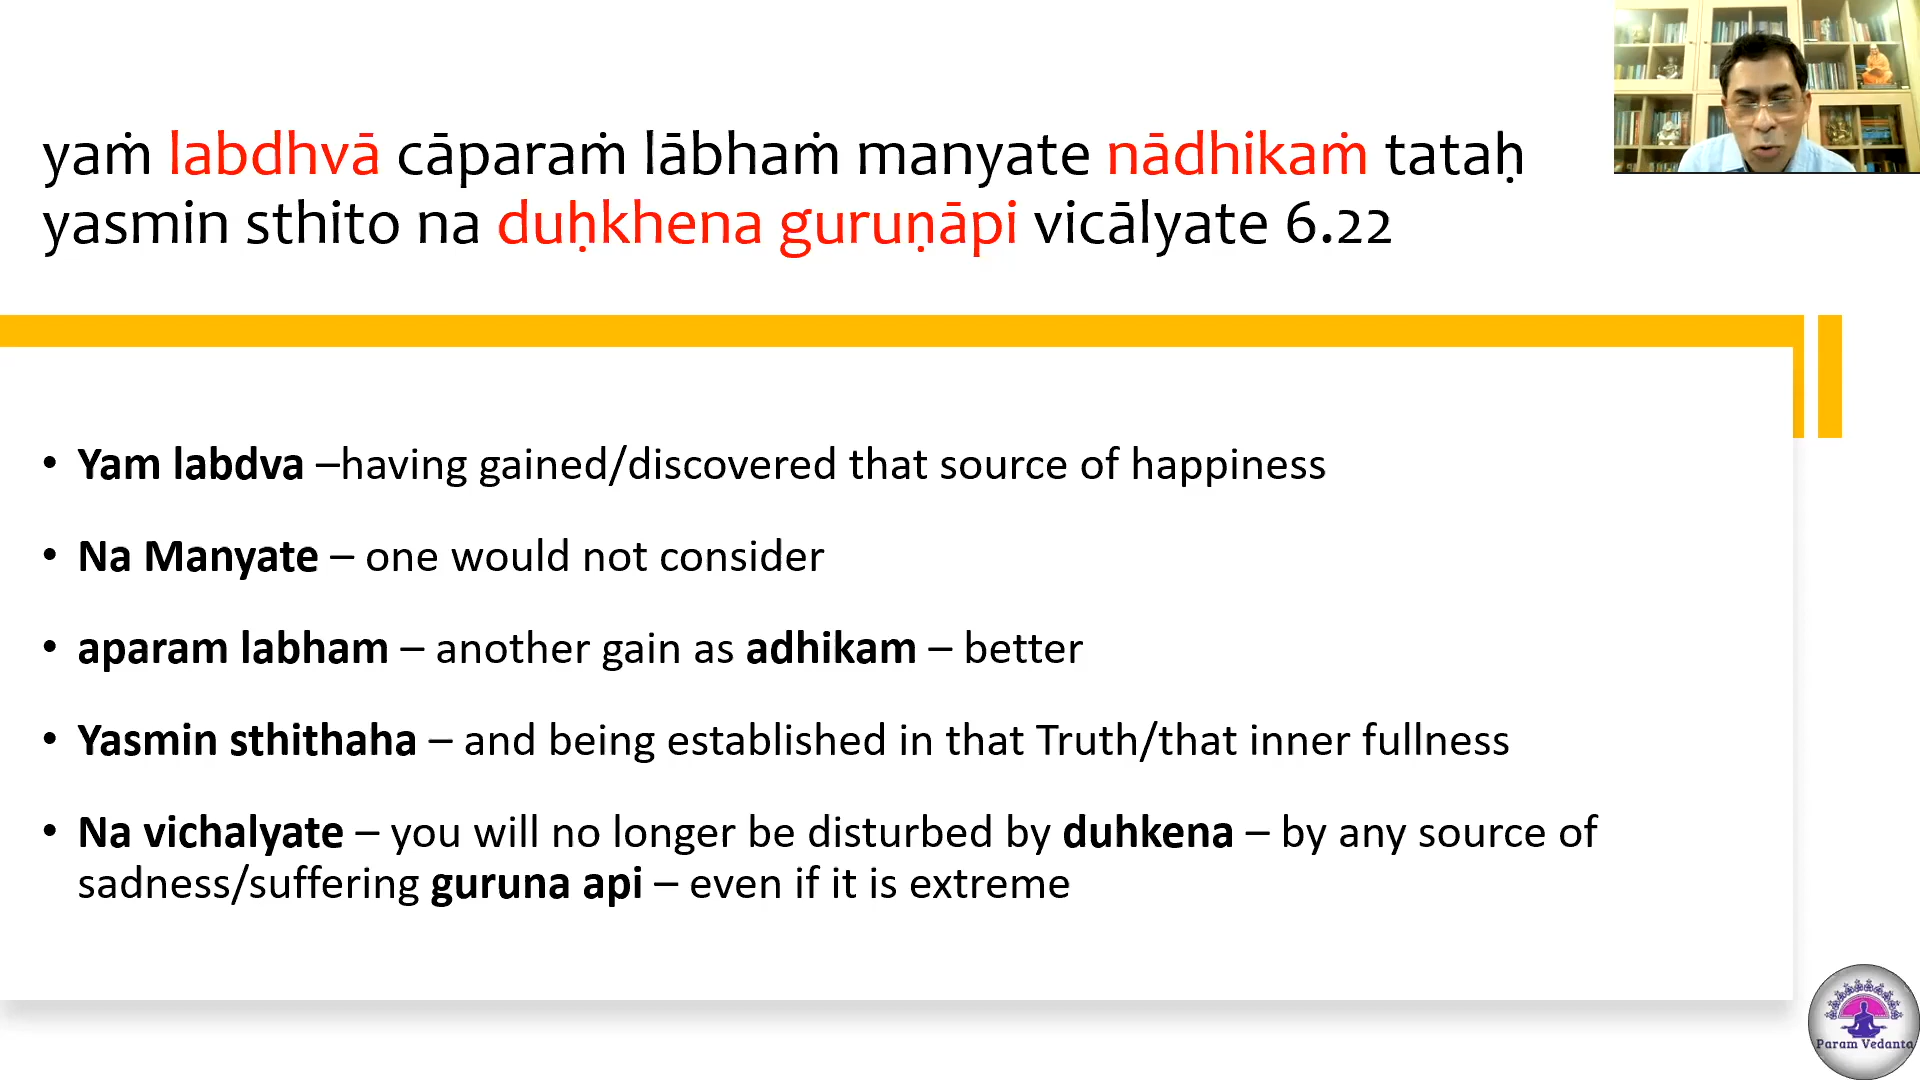 yaṁ labdhvā cāparaṁ lābhaṁ manyate nādhikaṁ tataḥ
yasmin sthito na duḥkhena guruṇāpi vicālyate 6.22
• Yam labdva –having gained/discovered that source of happiness
• Na Manyate – one would not consider
• aparam labham – another gain as adhikam – better
• Yasmin sthithaha – and being established in that Truth/that inner fullness
• Na vichalyate – you will no longer be disturbed by duhkena – by any source of
sadness/suffering guruna api – even if it is extreme
Param Vedanta